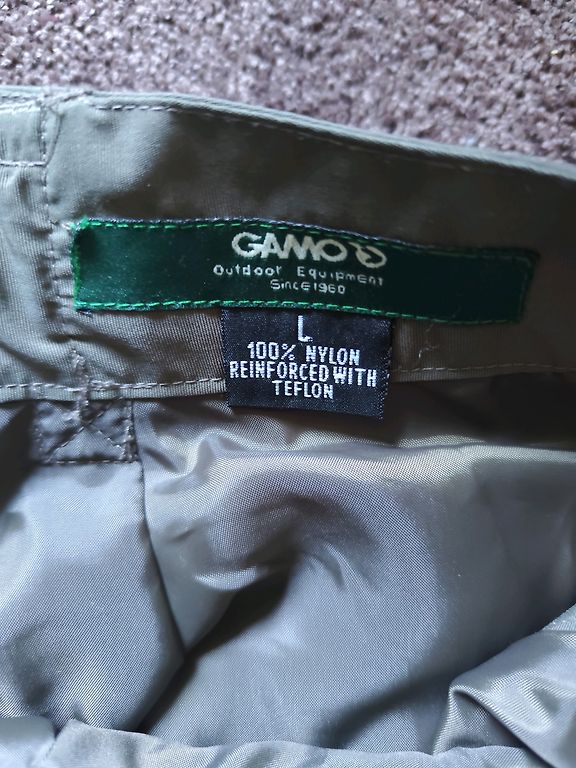 GAMO
Outdoor Equipment
Since 1960
L
100% NYLON
REINFORCED WITH
TEFLON